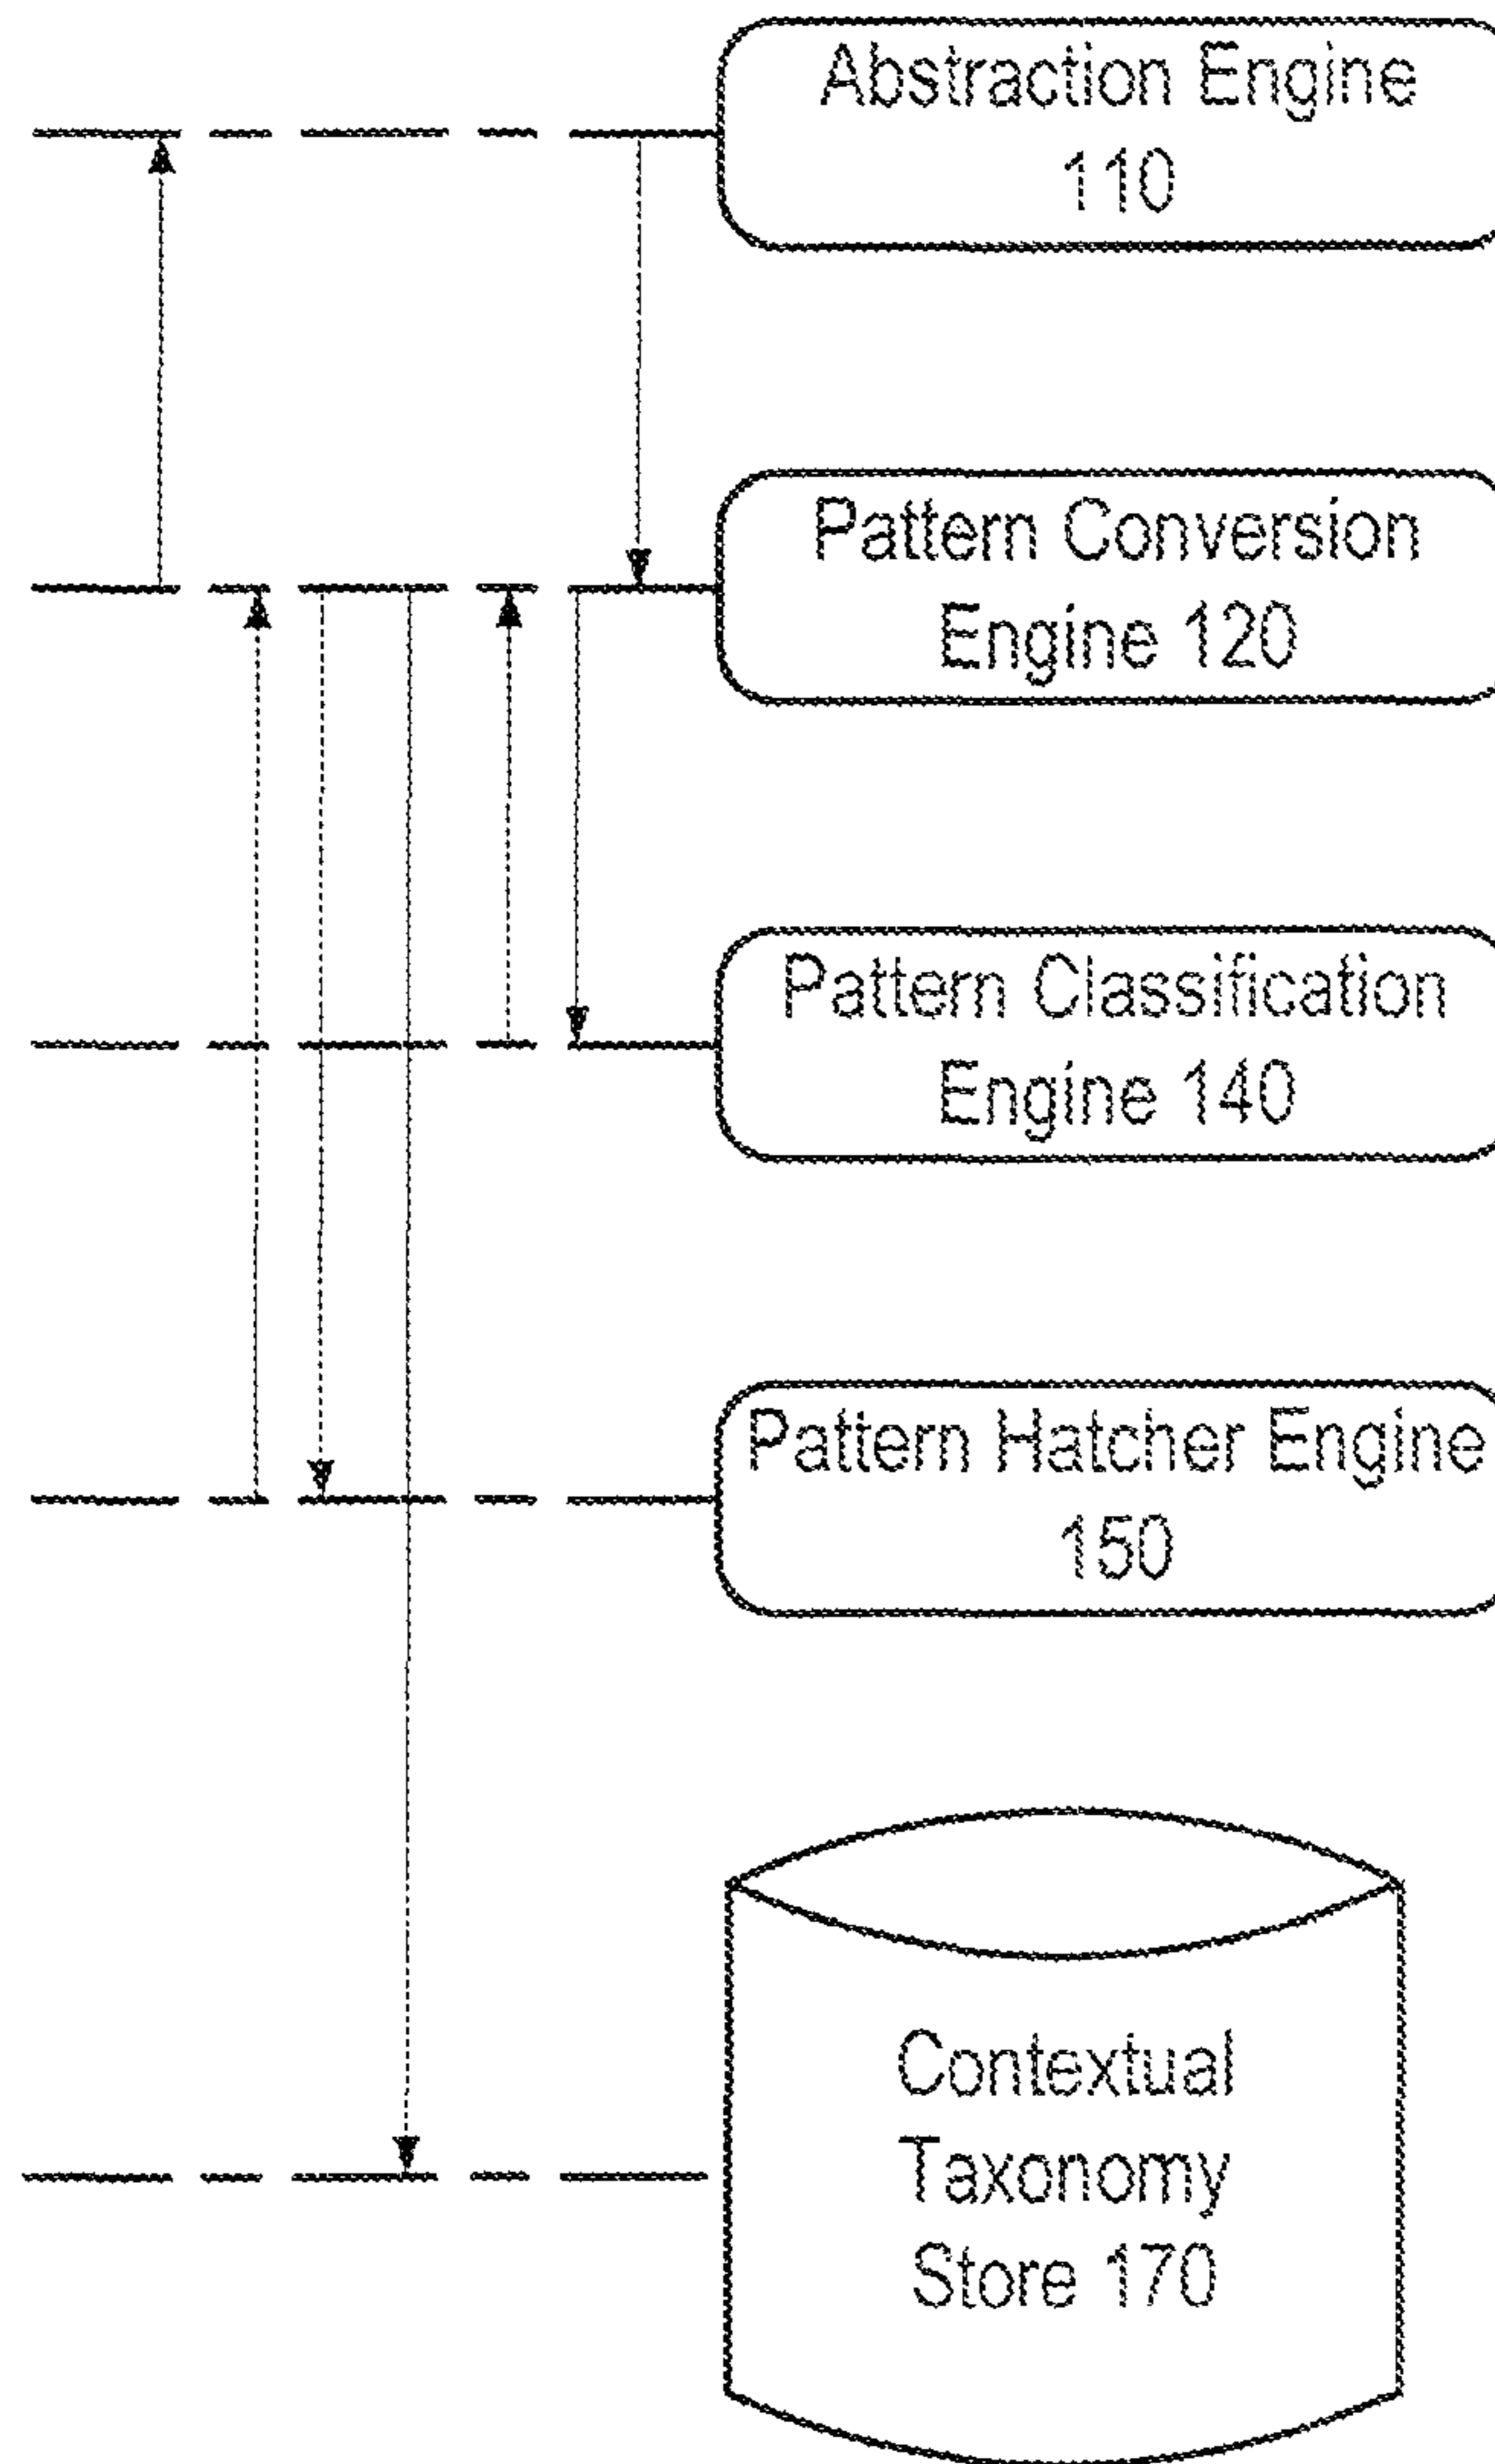 Abstraction Engine
110
Pattern Conversion
Engine 120
Pattern Classification
Engine 140
Pattern Hatcher Engine
150
Contextual
Taxonomy
Store 170